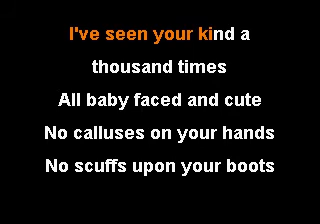 I've seen your kind a
thousand times
All baby faced and cute
No calluses on your hands
No scuffs upon your boots